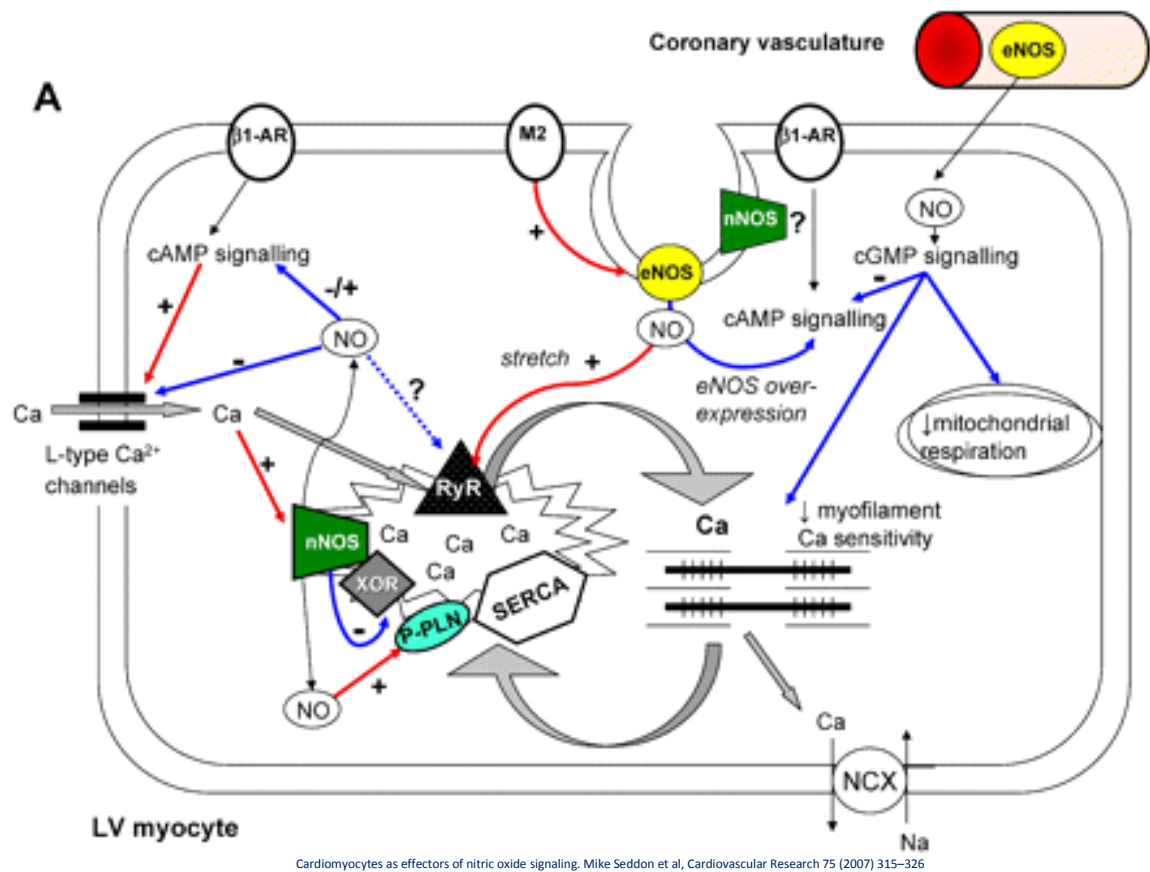 Coronary vasculature
eNOS
A
β1-AR
M2
β1-AR
nNOS
?
NO
cAMP signalling
+
eNOS
cGMP signalling
-
+
-/+
NO
NO
cAMP signalling
-
stretch
+
?
eNOS over-
expression
Ca
Ca
L-type Ca²⁺
channels
+
↓mitochondrial
respiration
RyR
↓ myofilament
Ca sensitivity
Ca
nNOS
Ca
Ca
Ca
Ca
XOR
SERCA
-
P-PLN
+
NO
Ca
NCX
LV myocyte
Na
Cardiomyocytes as effectors of nitric oxide signaling. Mike Seddon et al, Cardiovascular Research 75 (2007) 315–326